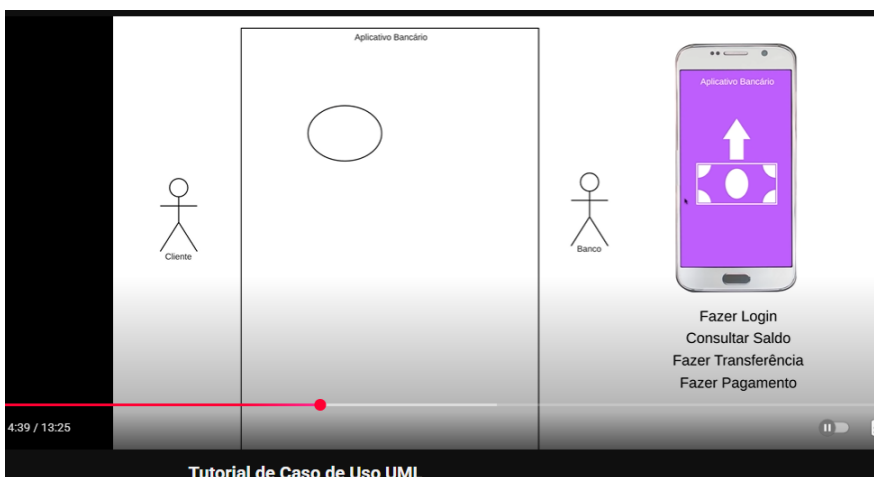 Aplicativo Bancário
Aplicativo Bancário
Cliente
Banco
Fazer Login
Consultar Saldo
Fazer Transferência
Fazer Pagamento
4:39 / 13:25
Tutorial de Caso de Uso UML